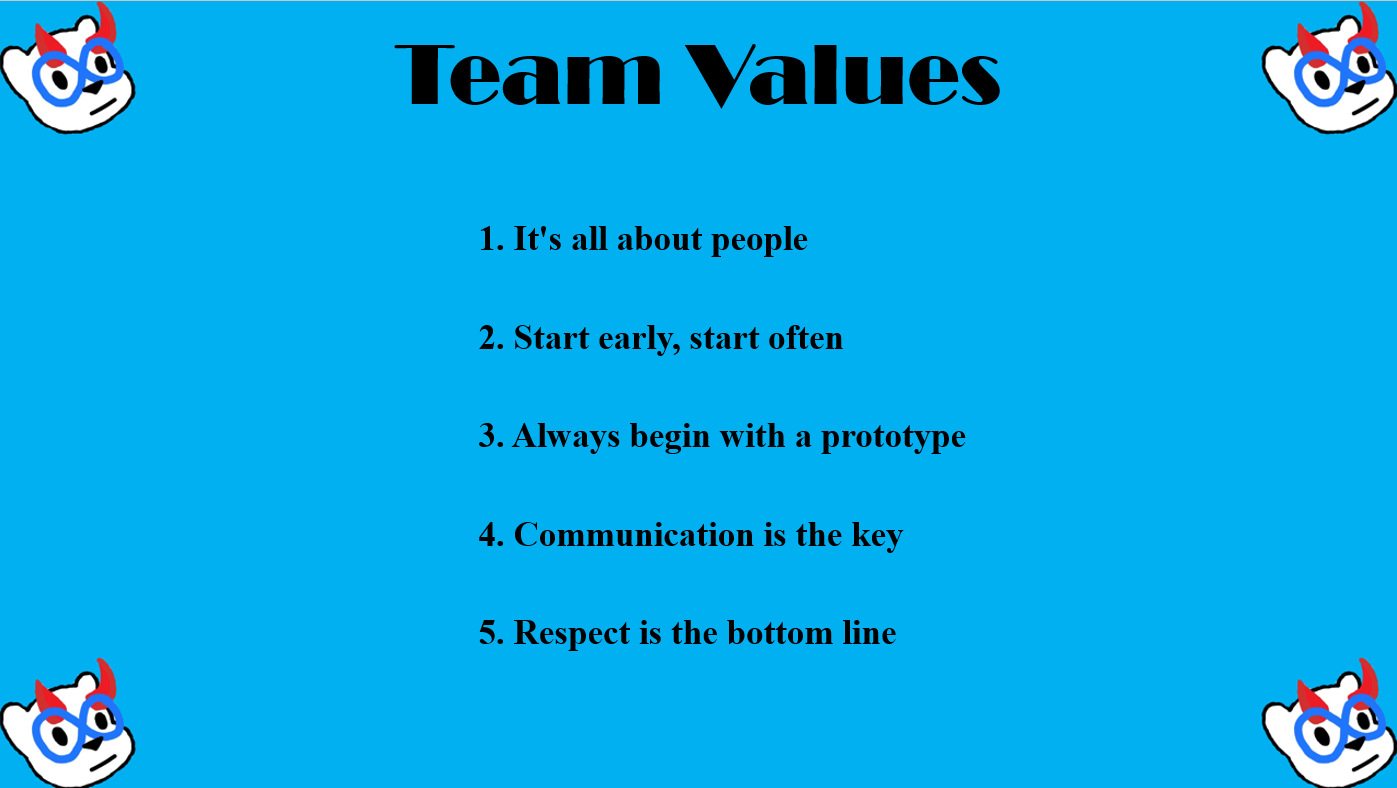 Team Values
1. It's all about people
2. Start early, start often
3. Always begin with a prototype
4. Communication is the key
5. Respect is the bottom line